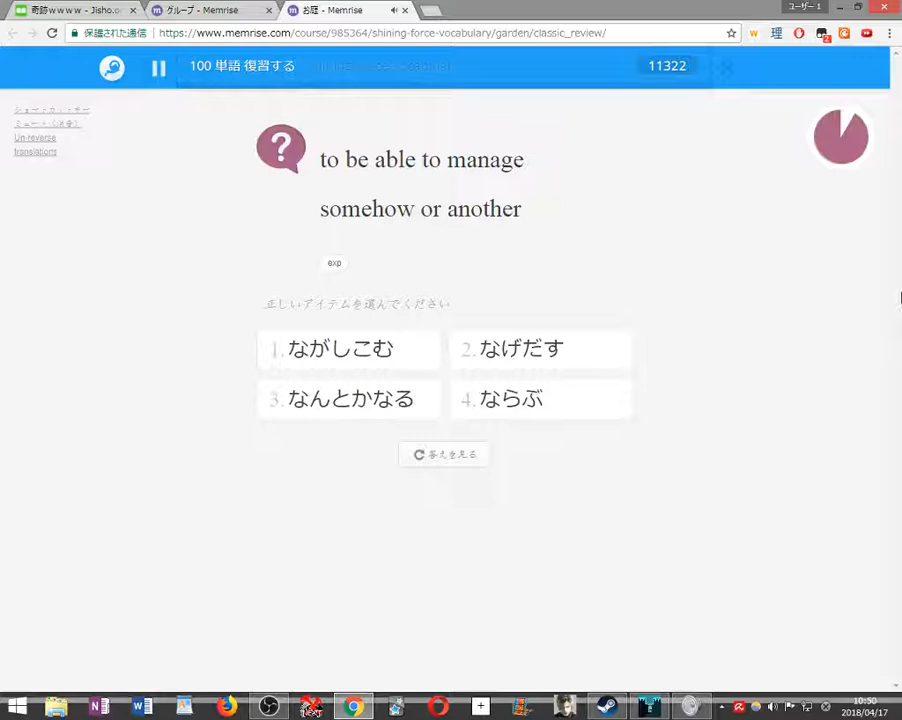 奇跡ｗｗｗｗ - Jisho.o
グループ - Memrise
お庭 - Memrise
ユーザー 1
保護された通信
https://www.memrise.com/course/985364/shining-force-vocabulary/garden/classic_review/
100 単語 復習する
11322
Un-reverse
translations
to be able to manage
somehow or another
exp
正しいアイテムを選んでください
1. ながしこむ
2. なげだす
3. なんとかなる
4. ならぶ
答えを見る
10:50
2018/04/17